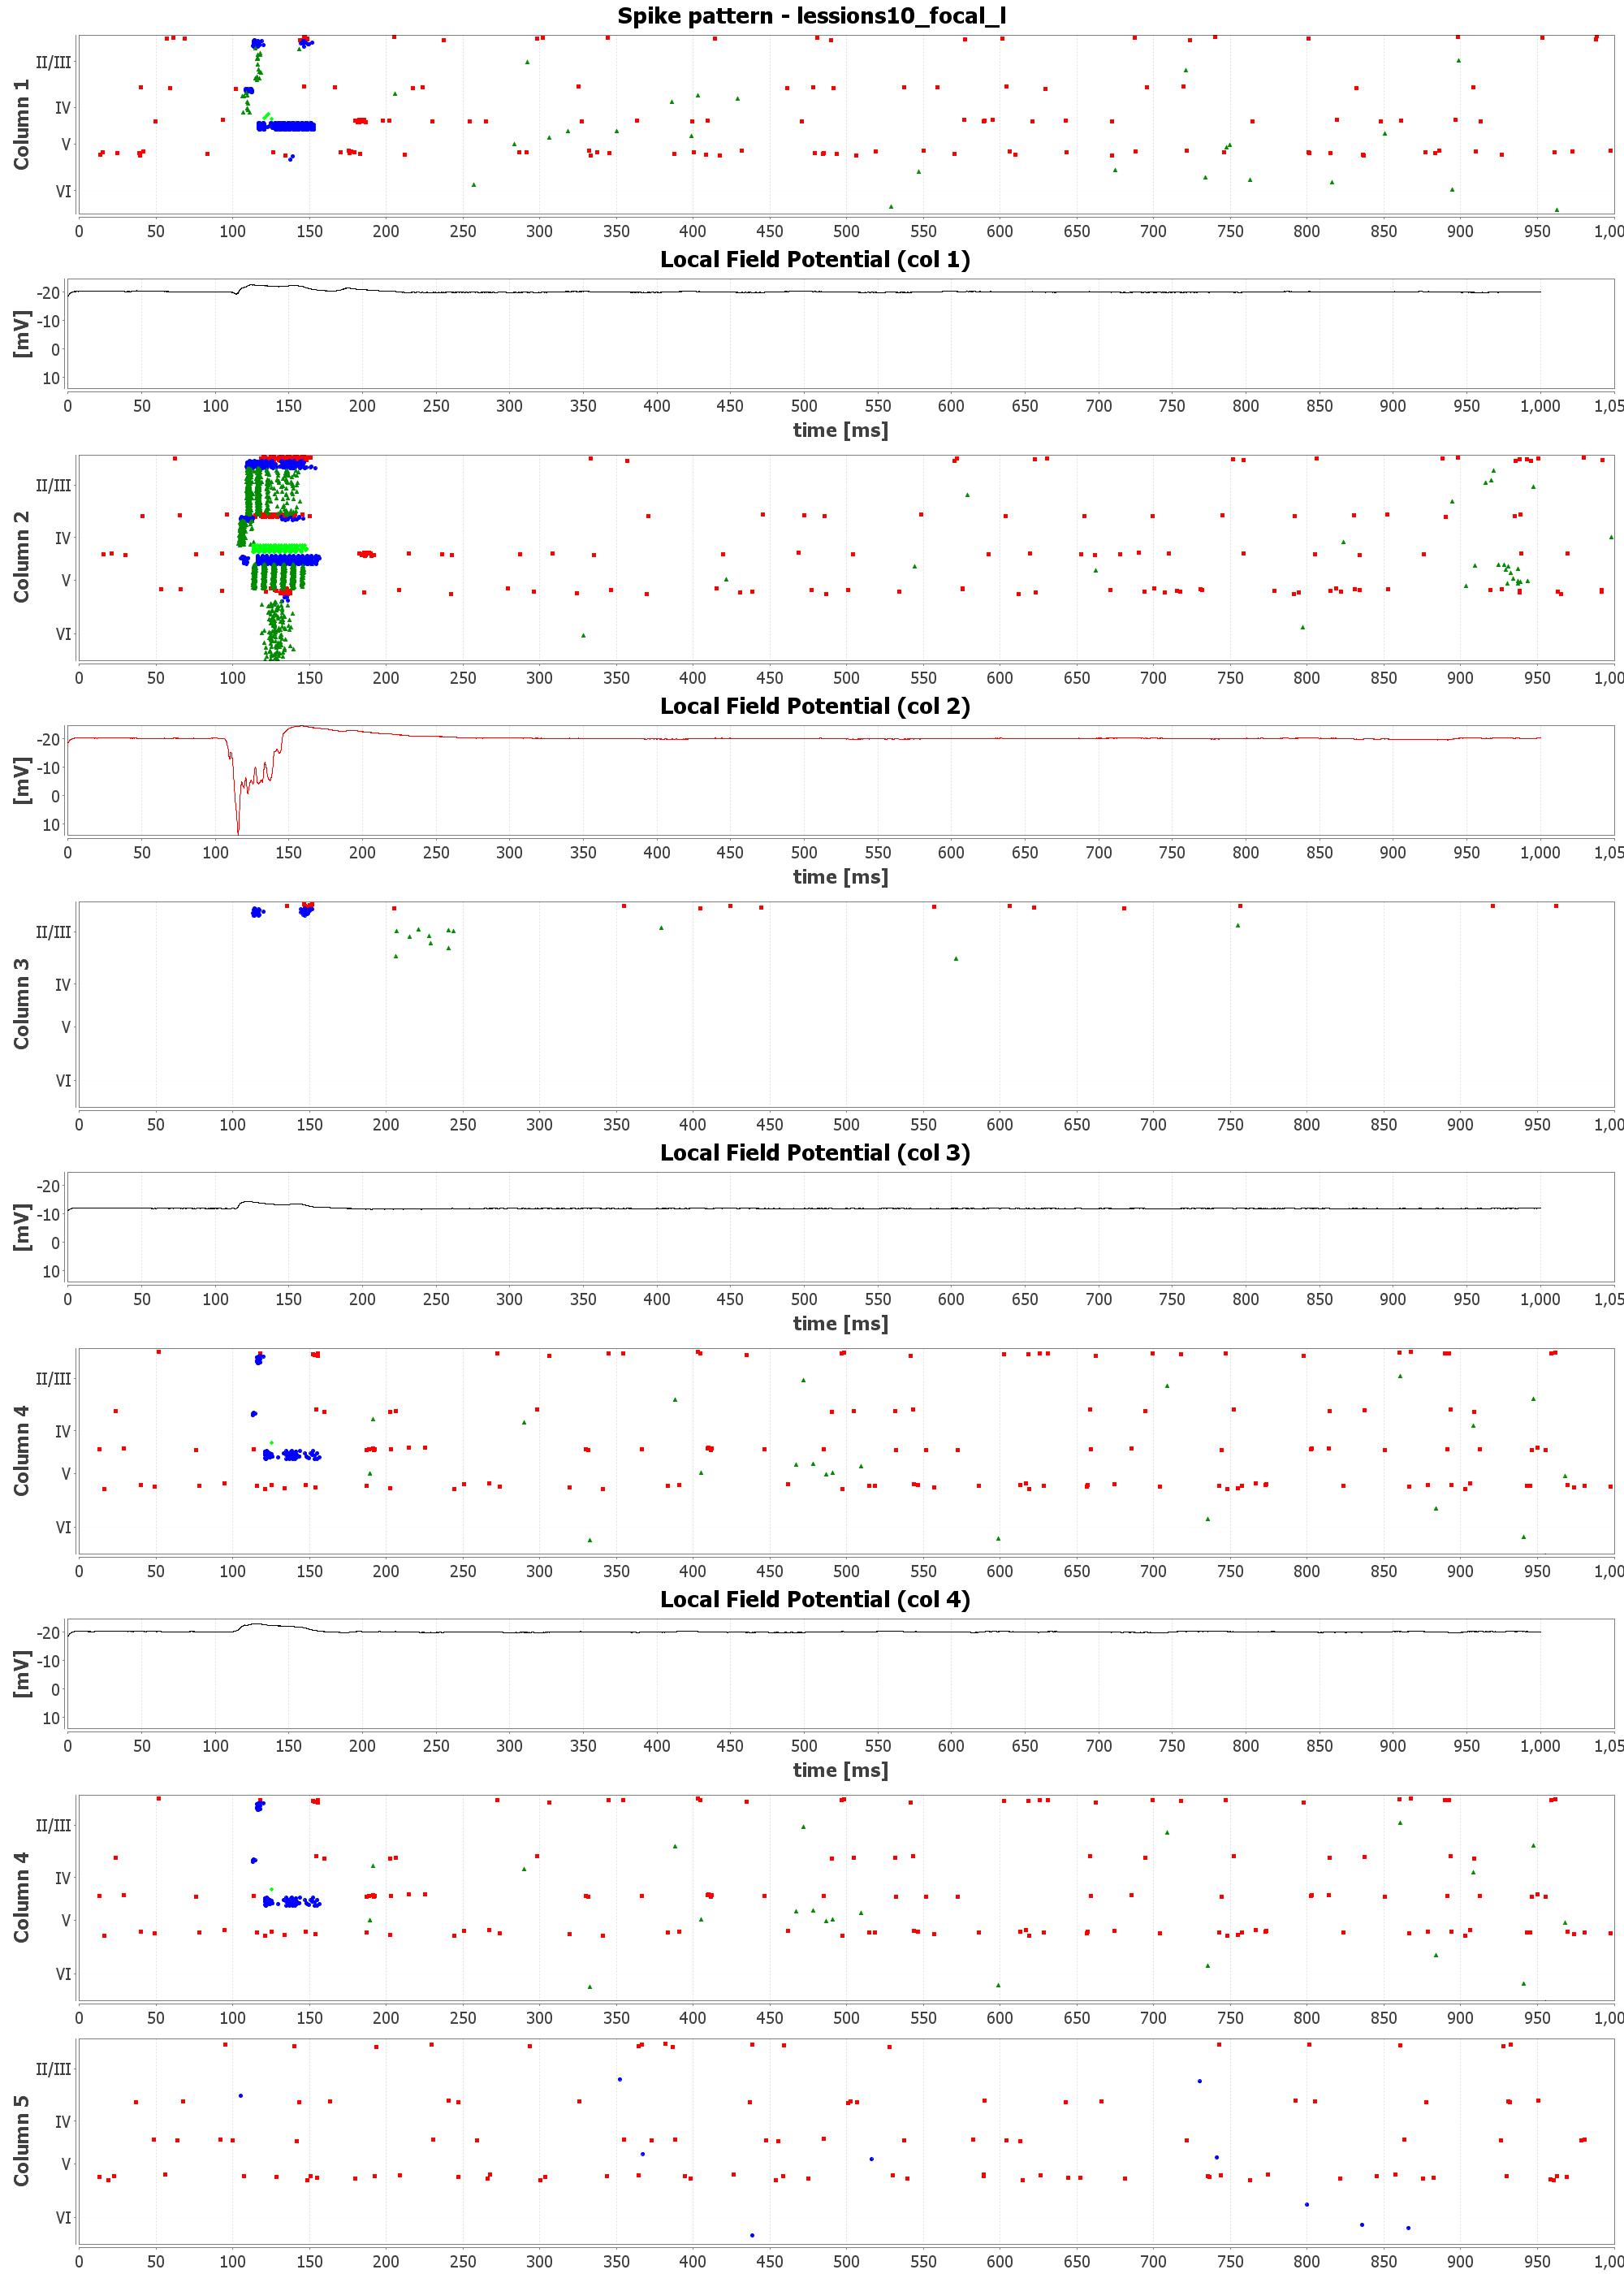 Spike pattern - lessions10_focal_l
Column 1
II/III
IV
V
VI
0 50 100 150 200 250 300 350 400 450 500 550 600 650 700 750 800 850 900 950 1,00
Local Field Potential (col 1)
[mV]
-20
-10
0
10
0 50 100 150 200 250 300 350 400 450 500 550 600 650 700 750 800 850 900 950 1,000 1,05
time [ms]
Column 2
II/III
IV
V
VI
0 50 100 150 200 250 300 350 400 450 500 550 600 650 700 750 800 850 900 950 1,00
Local Field Potential (col 2)
[mV]
-20
-10
0
10
0 50 100 150 200 250 300 350 400 450 500 550 600 650 700 750 800 850 900 950 1,000 1,05
time [ms]
Column 3
II/III
IV
V
VI
0 50 100 150 200 250 300 350 400 450 500 550 600 650 700 750 800 850 900 950 1,00
Local Field Potential (col 3)
[mV]
-20
-10
0
10
0 50 100 150 200 250 300 350 400 450 500 550 600 650 700 750 800 850 900 950 1,000 1,05
time [ms]
Column 4
II/III
IV
V
VI
0 50 100 150 200 250 300 350 400 450 500 550 600 650 700 750 800 850 900 950 1,00
Local Field Potential (col 4)
[mV]
-20
-10
0
10
0 50 100 150 200 250 300 350 400 450 500 550 600 650 700 750 800 850 900 950 1,000 1,05
time [ms]
Column 4
II/III
IV
V
VI
0 50 100 150 200 250 300 350 400 450 500 550 600 650 700 750 800 850 900 950 1,00
Column 5
II/III
IV
V
VI
0 50 100 150 200 250 300 350 400 450 500 550 600 650 700 750 800 850 900 950 1,00